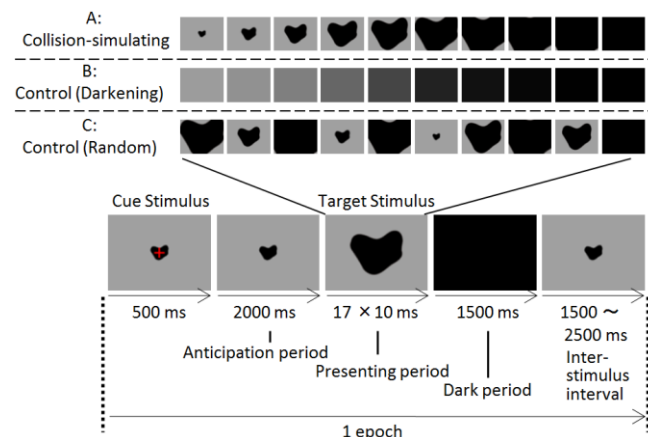 A:
Collision-simulating
B:
Control (Darkening)
C:
Control (Random)
Cue Stimulus
Target Stimulus
500 ms
2000 ms
17 × 10 ms
1500 ms
1500 ～
2500 ms
Anticipation period
Presenting period
Dark period
Inter-
stimulus
interval
1 epoch